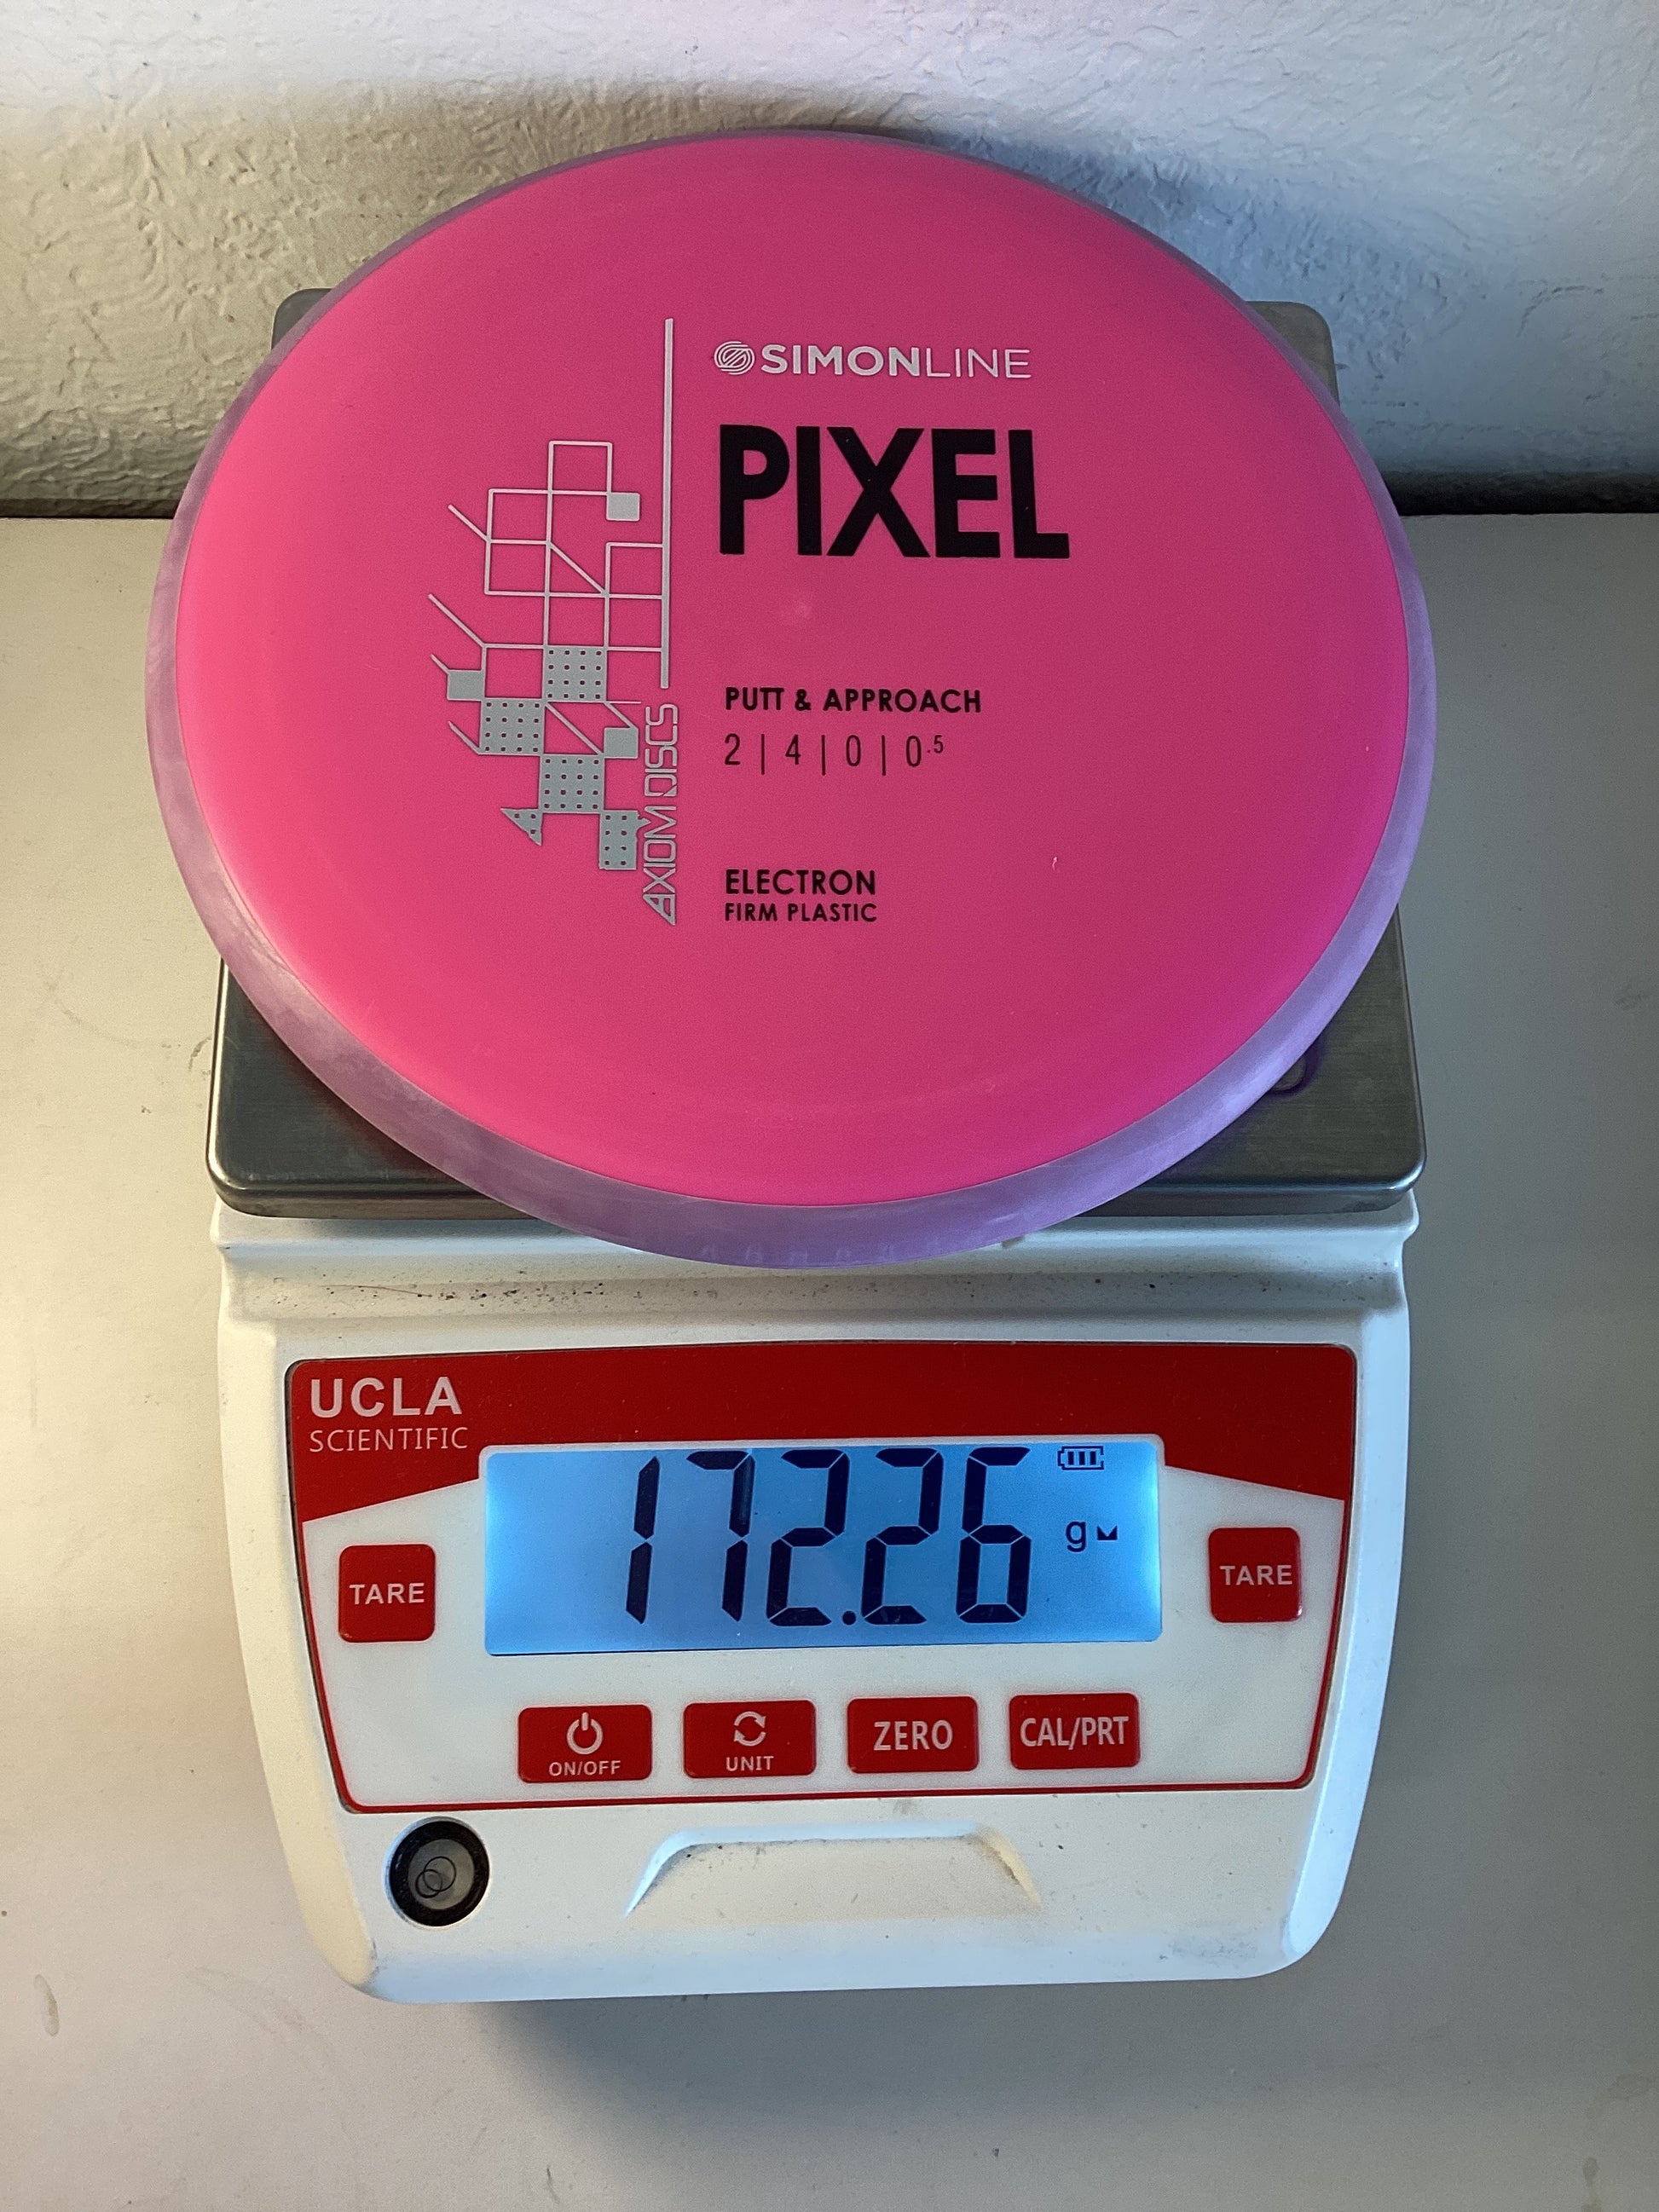 SIMONLINE
PIXEL
PUTT & APPROACH
2 | 4 | 0 | 0.5
AXIOM DISCS
ELECTRON
FIRM PLASTIC
UCLA
SCIENTIFIC
172.26 g
TARE
TARE
ON/OFF
UNIT
ZERO
CAL/PRT